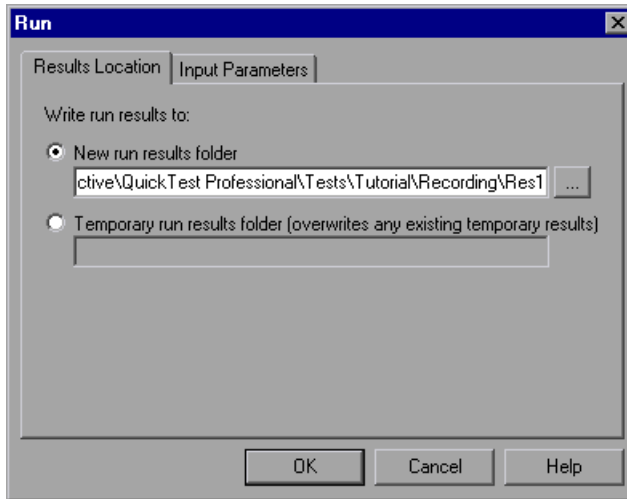 Run
Results Location Input Parameters
Write run results to:
New run results folder
ctive\QuickTest Professional\Tests\Tutorial\Recording\Res1 ...
Temporary run results folder (overwrites any existing temporary results)
OK Cancel Help